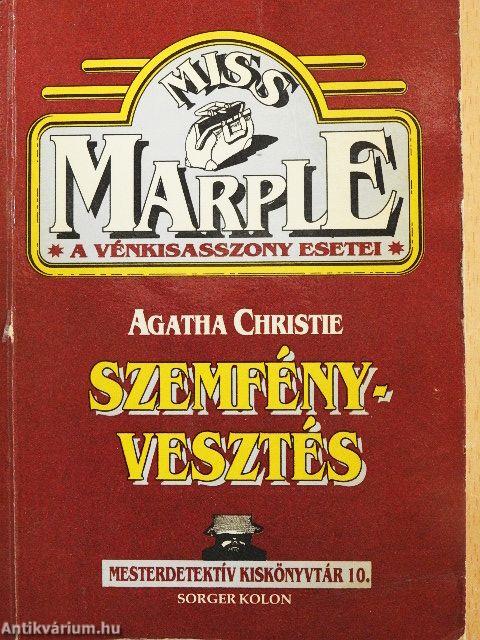 MISS
MARPLE
* A VÉNKISASSZONY ESETEI *
AGATHA CHRISTIE
SZEMFÉNY-
VESZTÉS
MESTERDETEKTÍV KISKÖNYVTÁR 10.
SORGER KOLON
Antikvárium.hu